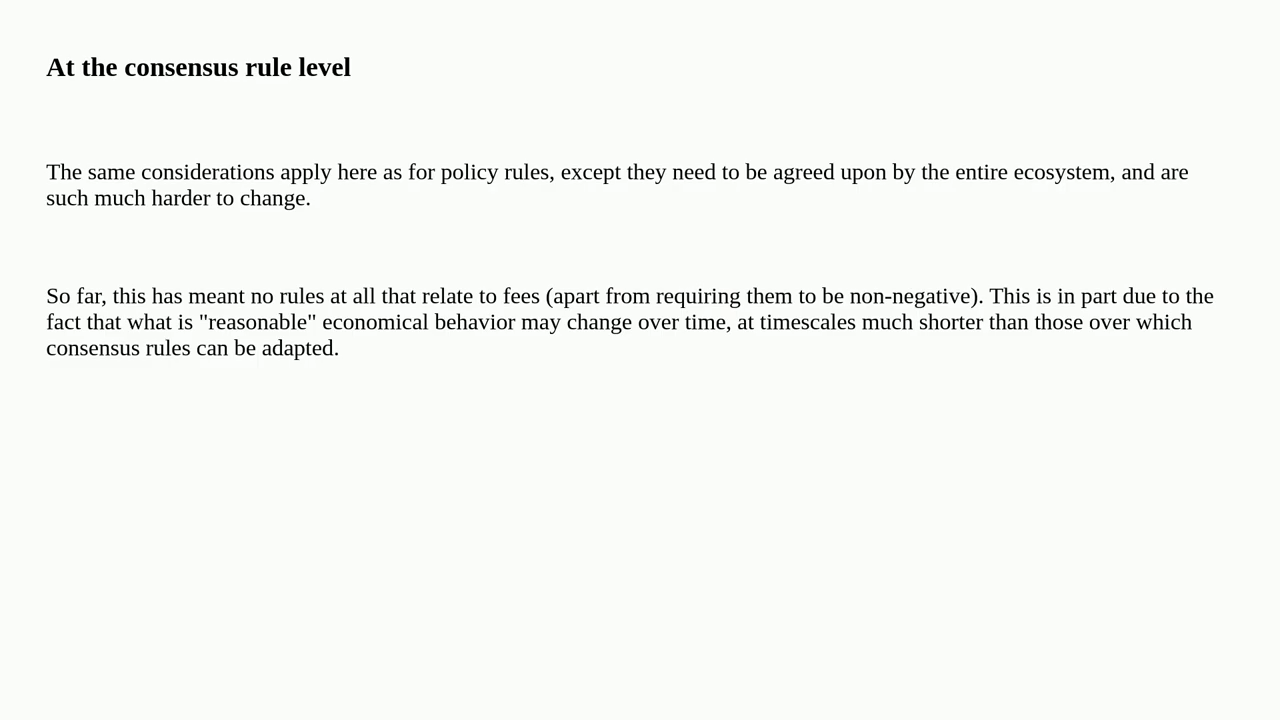 At the consensus rule level
The same considerations apply here as for policy rules, except they need to be agreed upon by the entire ecosystem, and are
such much harder to change.
So far, this has meant no rules at all that relate to fees (apart from requiring them to be non-negative). This is in part due to the
fact that what is "reasonable" economical behavior may change over time, at timescales much shorter than those over which
consensus rules can be adapted.